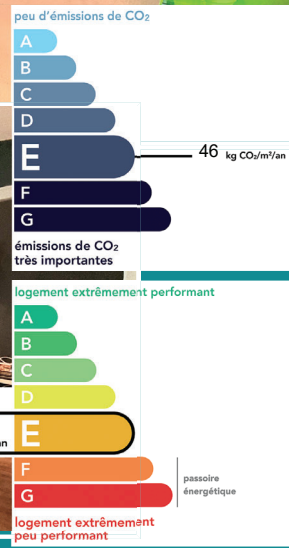 peu d'émissions de CO₂
A
B
C
D
E
46 kg CO₂/m²/an
F
G
émissions de CO₂
très importantes
logement extrêmement performant
A
B
C
D
an E
F
G
passoire
énergétique
logement extrêmement
peu performant